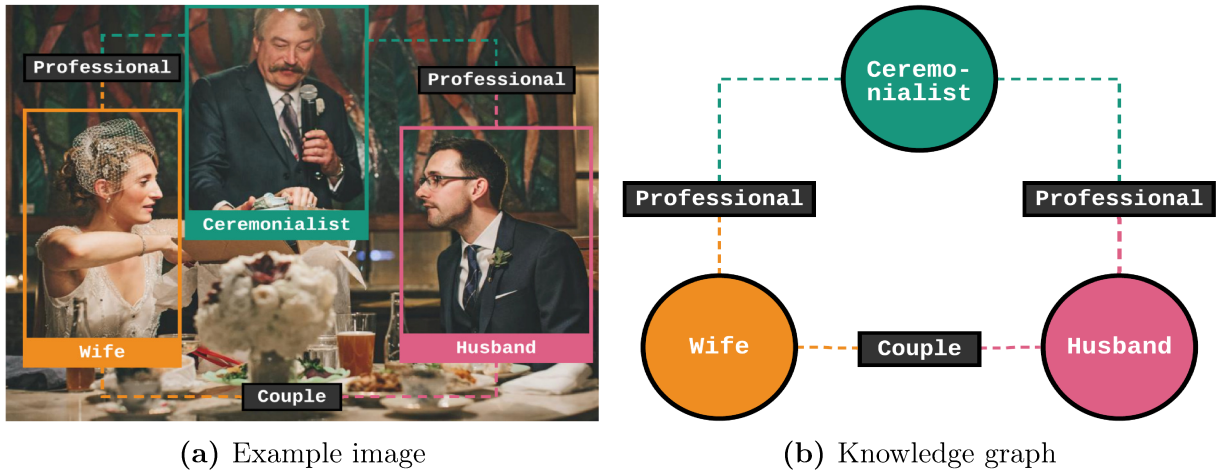 Professional
Professional
Ceremonialist
Wife
Husband
Couple
(a) Example image
Ceremo-
nialist
Professional
Professional
Wife
Couple
Husband
(b) Knowledge graph